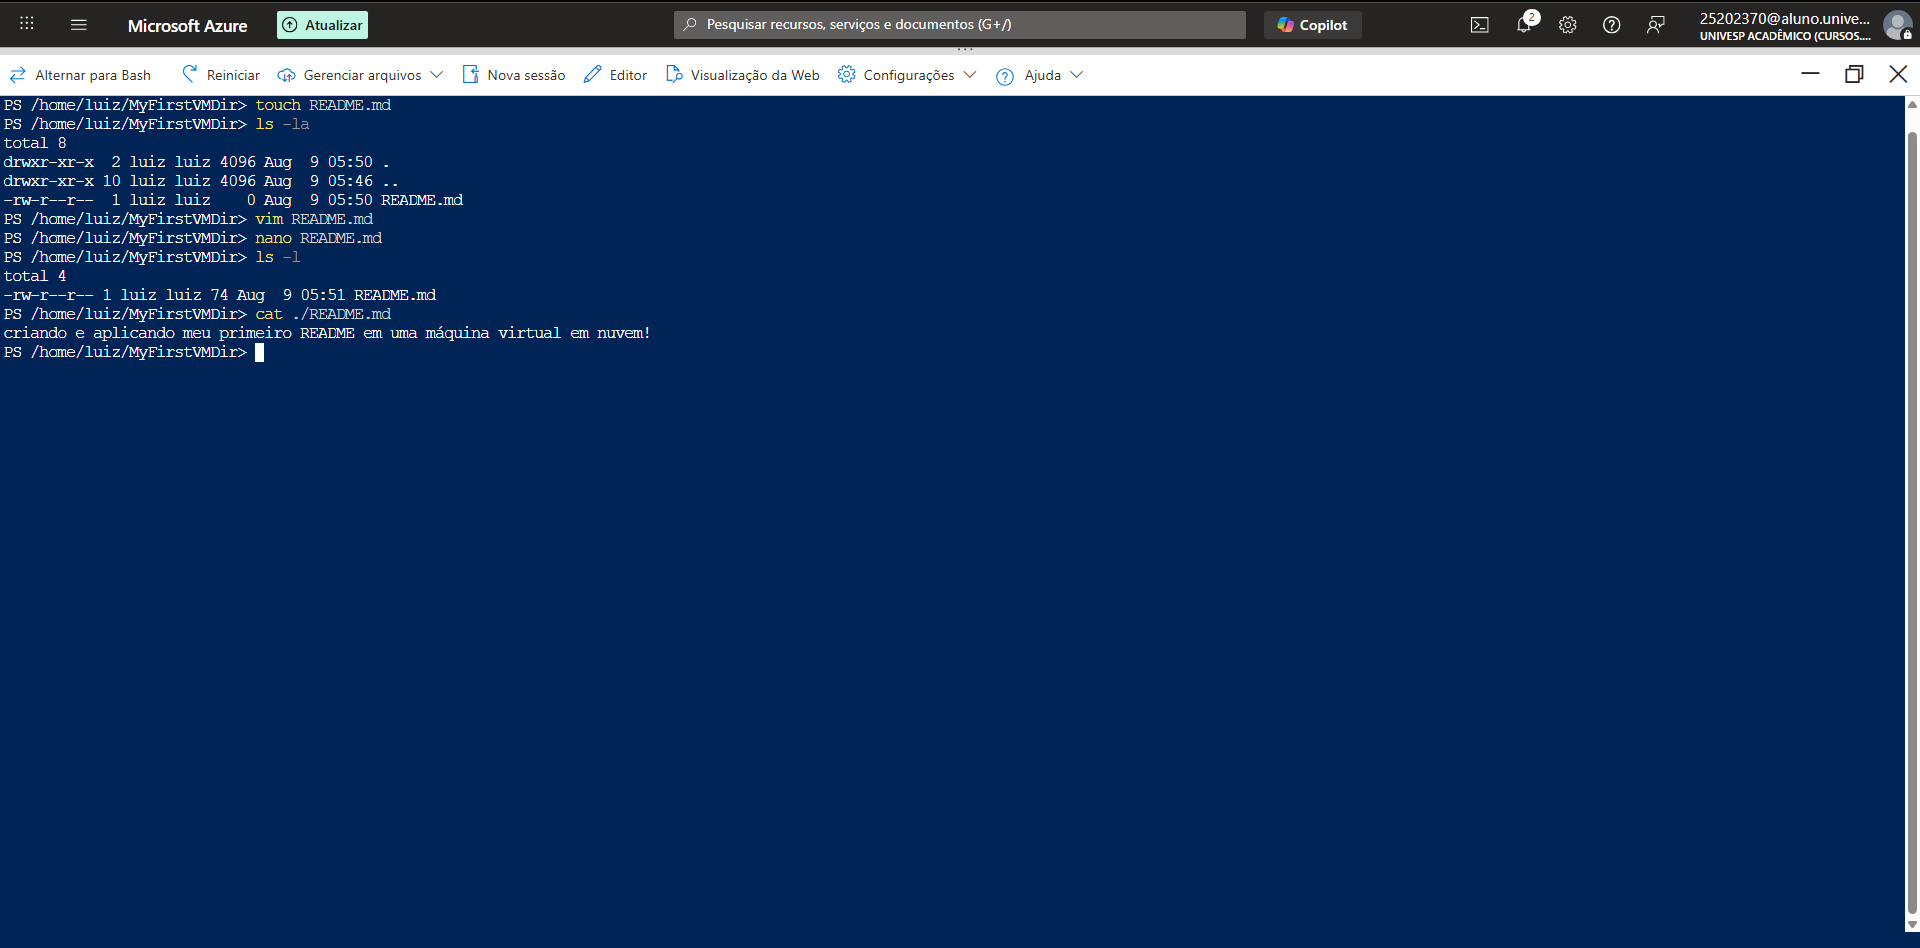 Microsoft Azure Atualizar Pesquisar recursos, serviços e documentos (G+/) Copilot 2 25202370@aluno.unive...
UNIVESP ACADÊMICO (CURSOS....
Alternar para Bash Reiniciar Gerenciar arquivos Nova sessão Editor Visualização da Web Configurações Ajuda
PS /home/luiz/MyFirstVMDir> touch README.md
PS /home/luiz/MyFirstVMDir> ls -la
total 8
drwxr-xr-x  2 luiz luiz 4096 Aug  9 05:50 .
drwxr-xr-x 10 luiz luiz 4096 Aug  9 05:46 ..
-rw-r--r--  1 luiz luiz    0 Aug  9 05:50 README.md
PS /home/luiz/MyFirstVMDir> vim README.md
PS /home/luiz/MyFirstVMDir> nano README.md
PS /home/luiz/MyFirstVMDir> ls -l
total 4
-rw-r--r-- 1 luiz luiz 74 Aug  9 05:51 README.md
PS /home/luiz/MyFirstVMDir> cat ./README.md
criando e aplicando meu primeiro README em uma máquina virtual em nuvem!
PS /home/luiz/MyFirstVMDir>